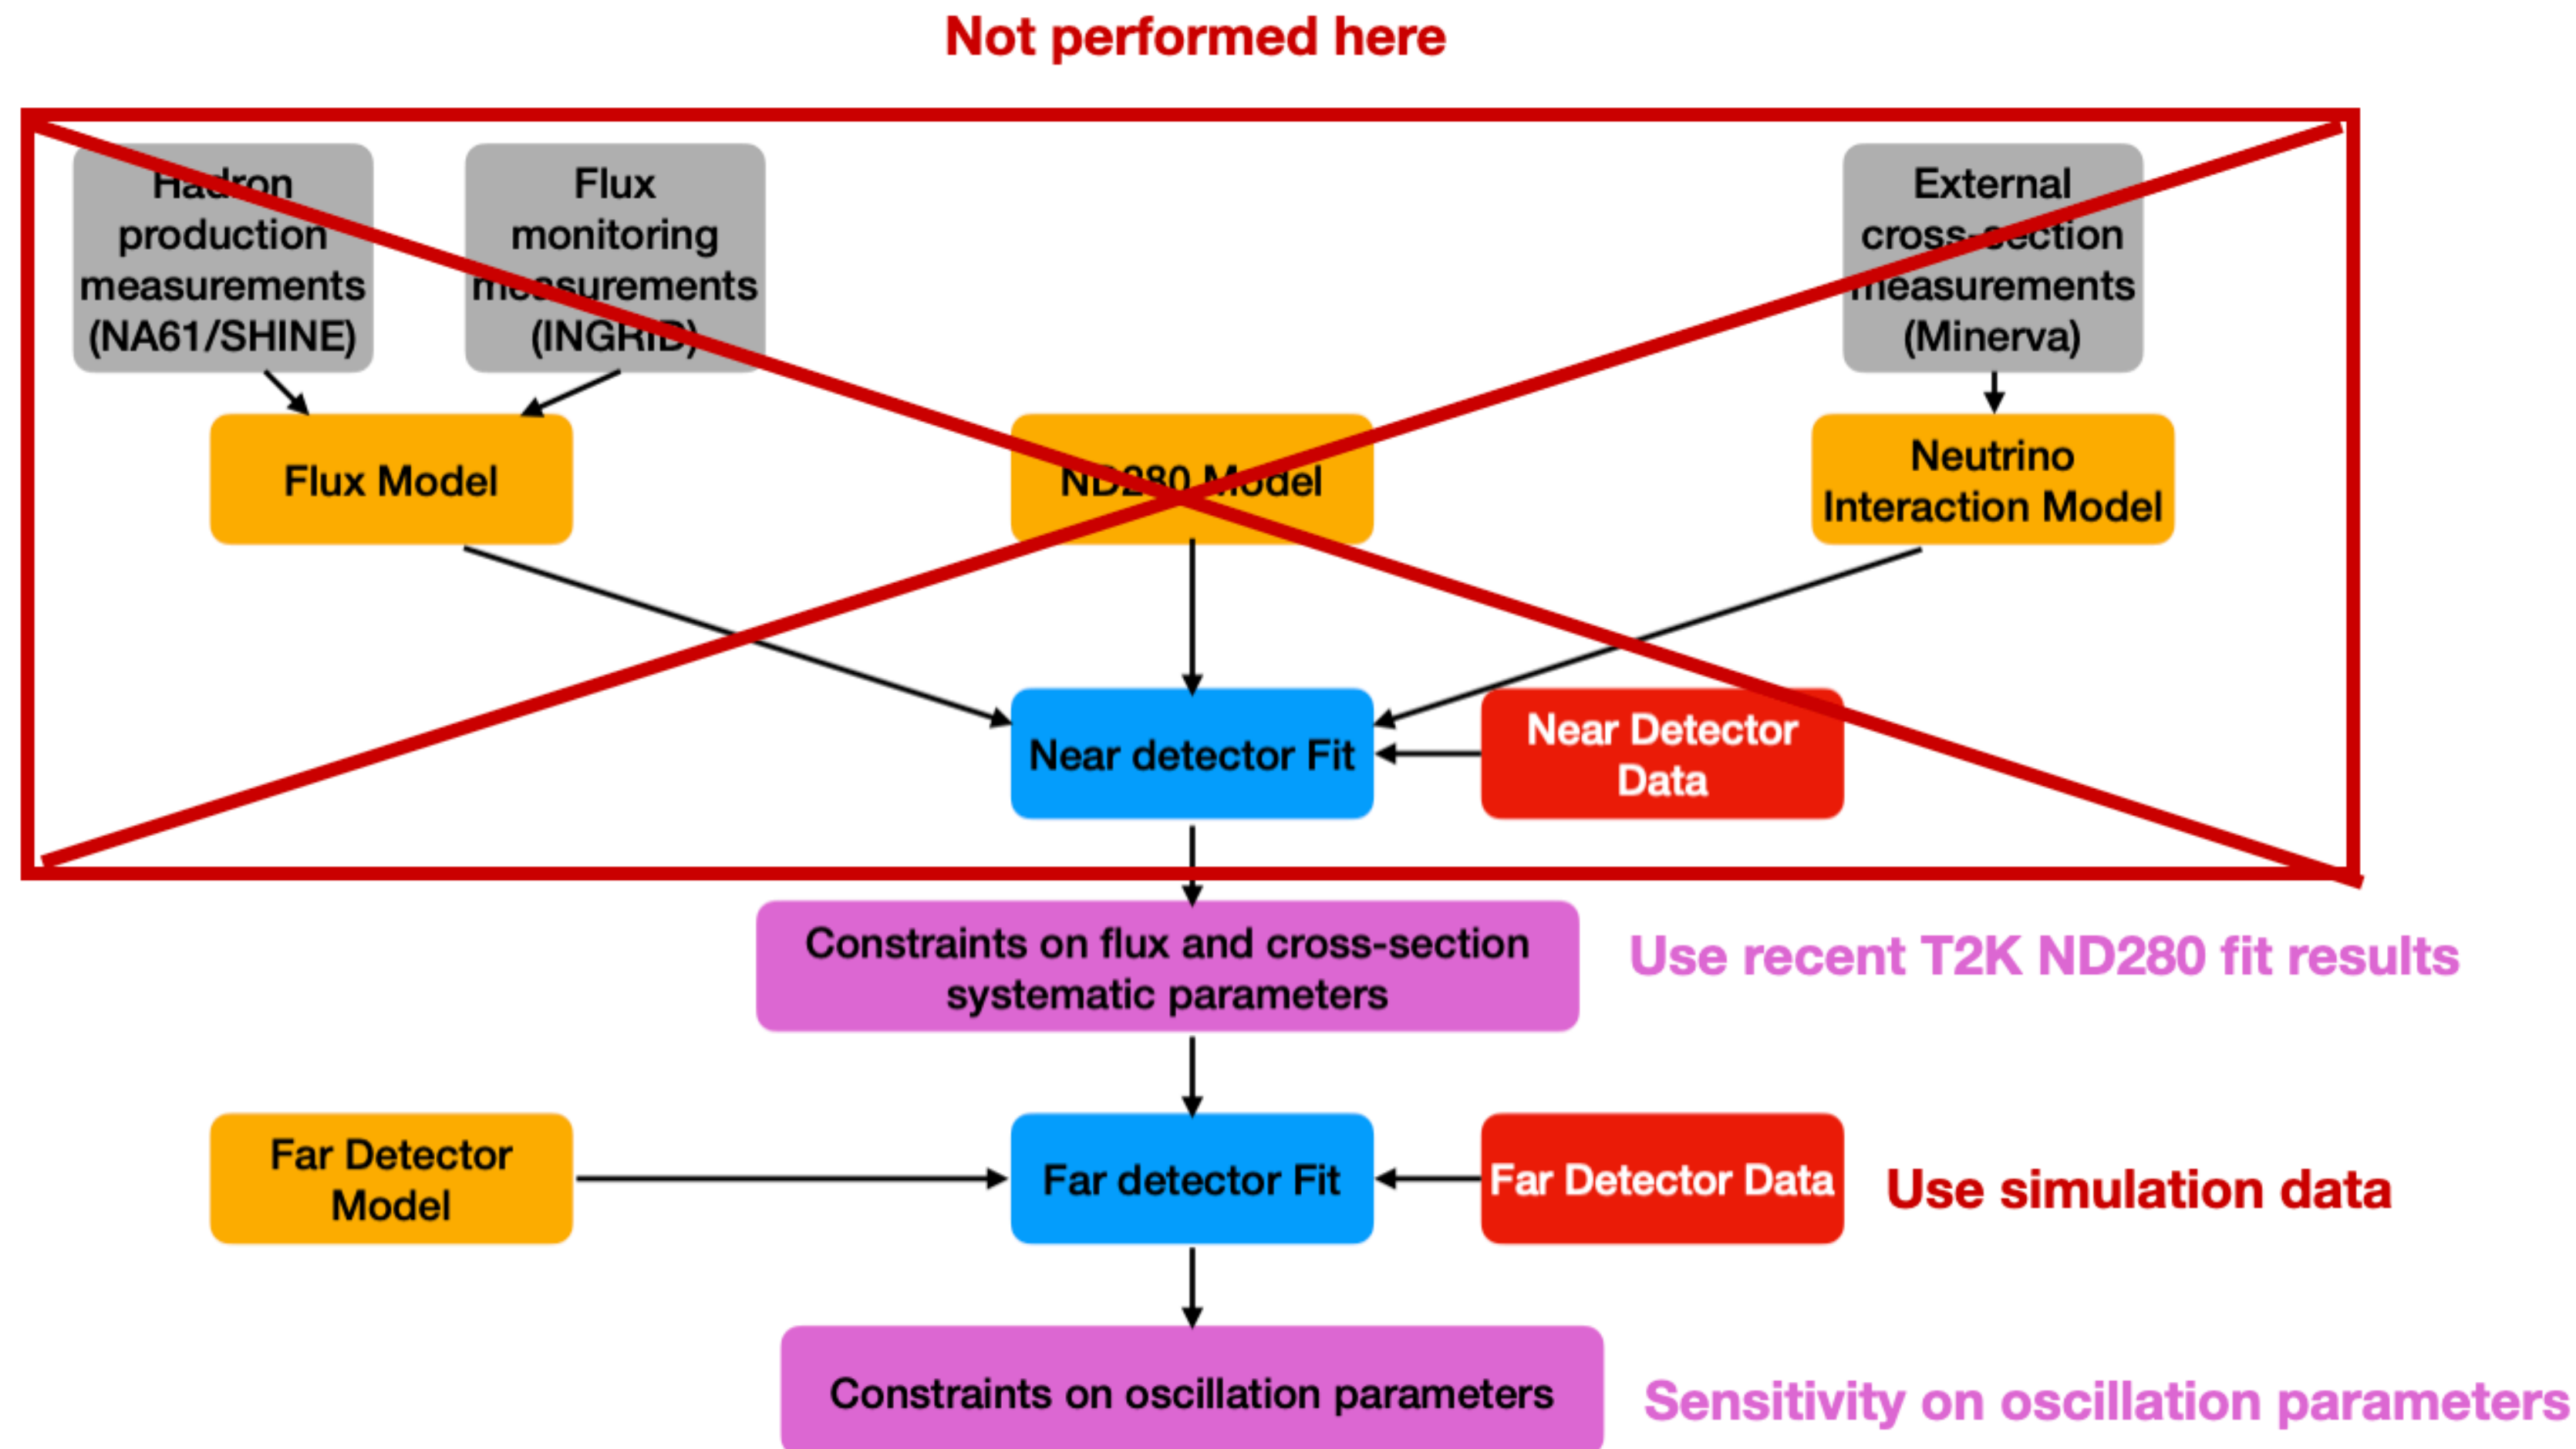 Not performed here
Hadron
production
measurements
(NA61/SHINE)
Flux
monitoring
measurements
(INGRID)
External
cross-section
measurements
(Minerva)
Flux Model
ND280 Model
Neutrino
Interaction Model
Near detector Fit
Near Detector
Data
Constraints on flux and cross-section
systematic parameters
Use recent T2K ND280 fit results
Far Detector
Model
Far detector Fit
Far Detector Data
Use simulation data
Constraints on oscillation parameters
Sensitivity on oscillation parameters